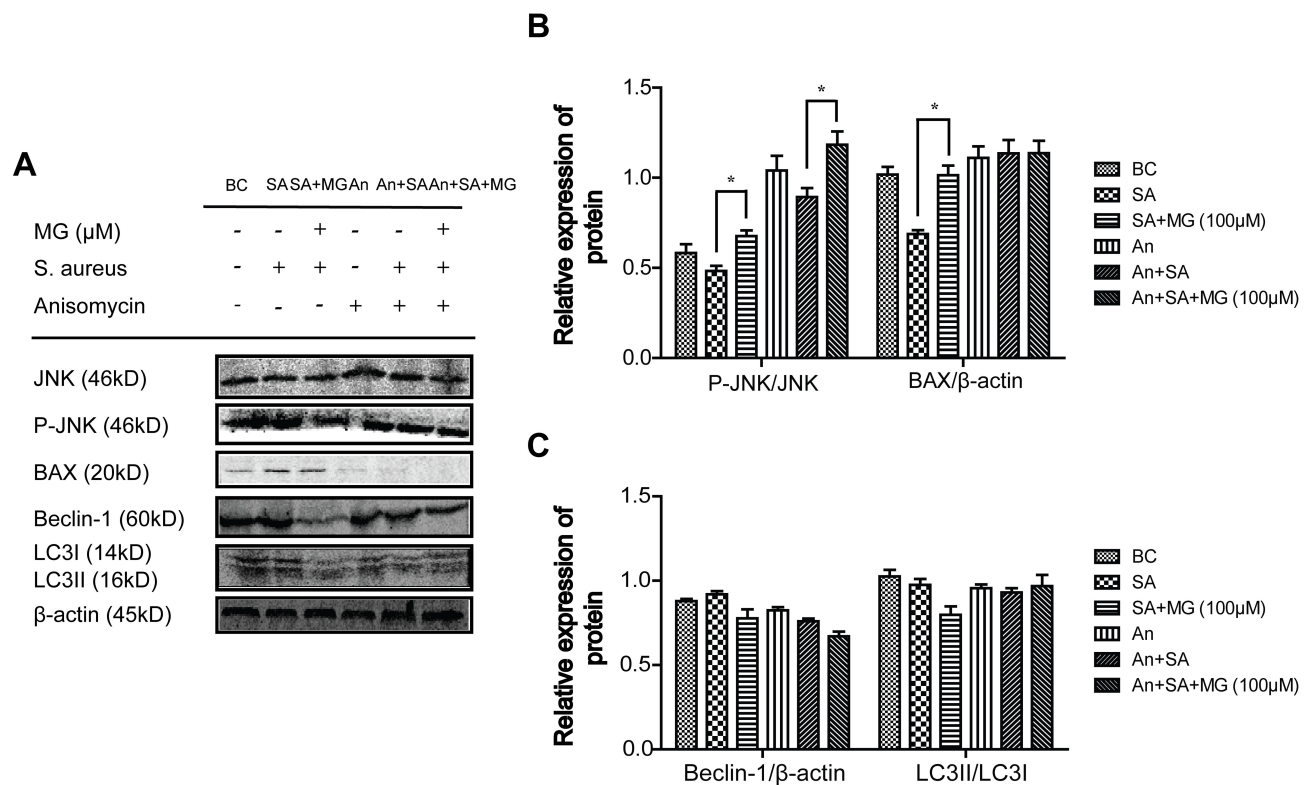 A
BC SA SA+MG An An+SA An+SA+MG
MG (μM) - - + - - +
S. aureus - + + - + +
Anisomycin - - - + + +
JNK (46kD)
P-JNK (46kD)
BAX (20kD)
Beclin-1 (60kD)
LC3I (14kD)
LC3II (16kD)
β-actin (45kD)
B
Relative expression of
protein
1.5
1.0
0.5
0.0
*
*
*
P-JNK/JNK BAX/β-actin
BC
SA
SA+MG (100μM)
An
An+SA
An+SA+MG (100μM)
C
Relative expression of
protein
1.5
1.0
0.5
0.0
Beclin-1/β-actin LC3II/LC3I
BC
SA
SA+MG (100μM)
An
An+SA
An+SA+MG (100μM)